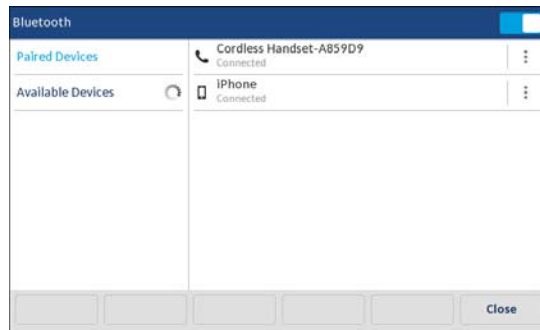 Bluetooth
Paired Devices
Available Devices
Cordless Handset-A859D9
Connected
iPhone
Connected
Close